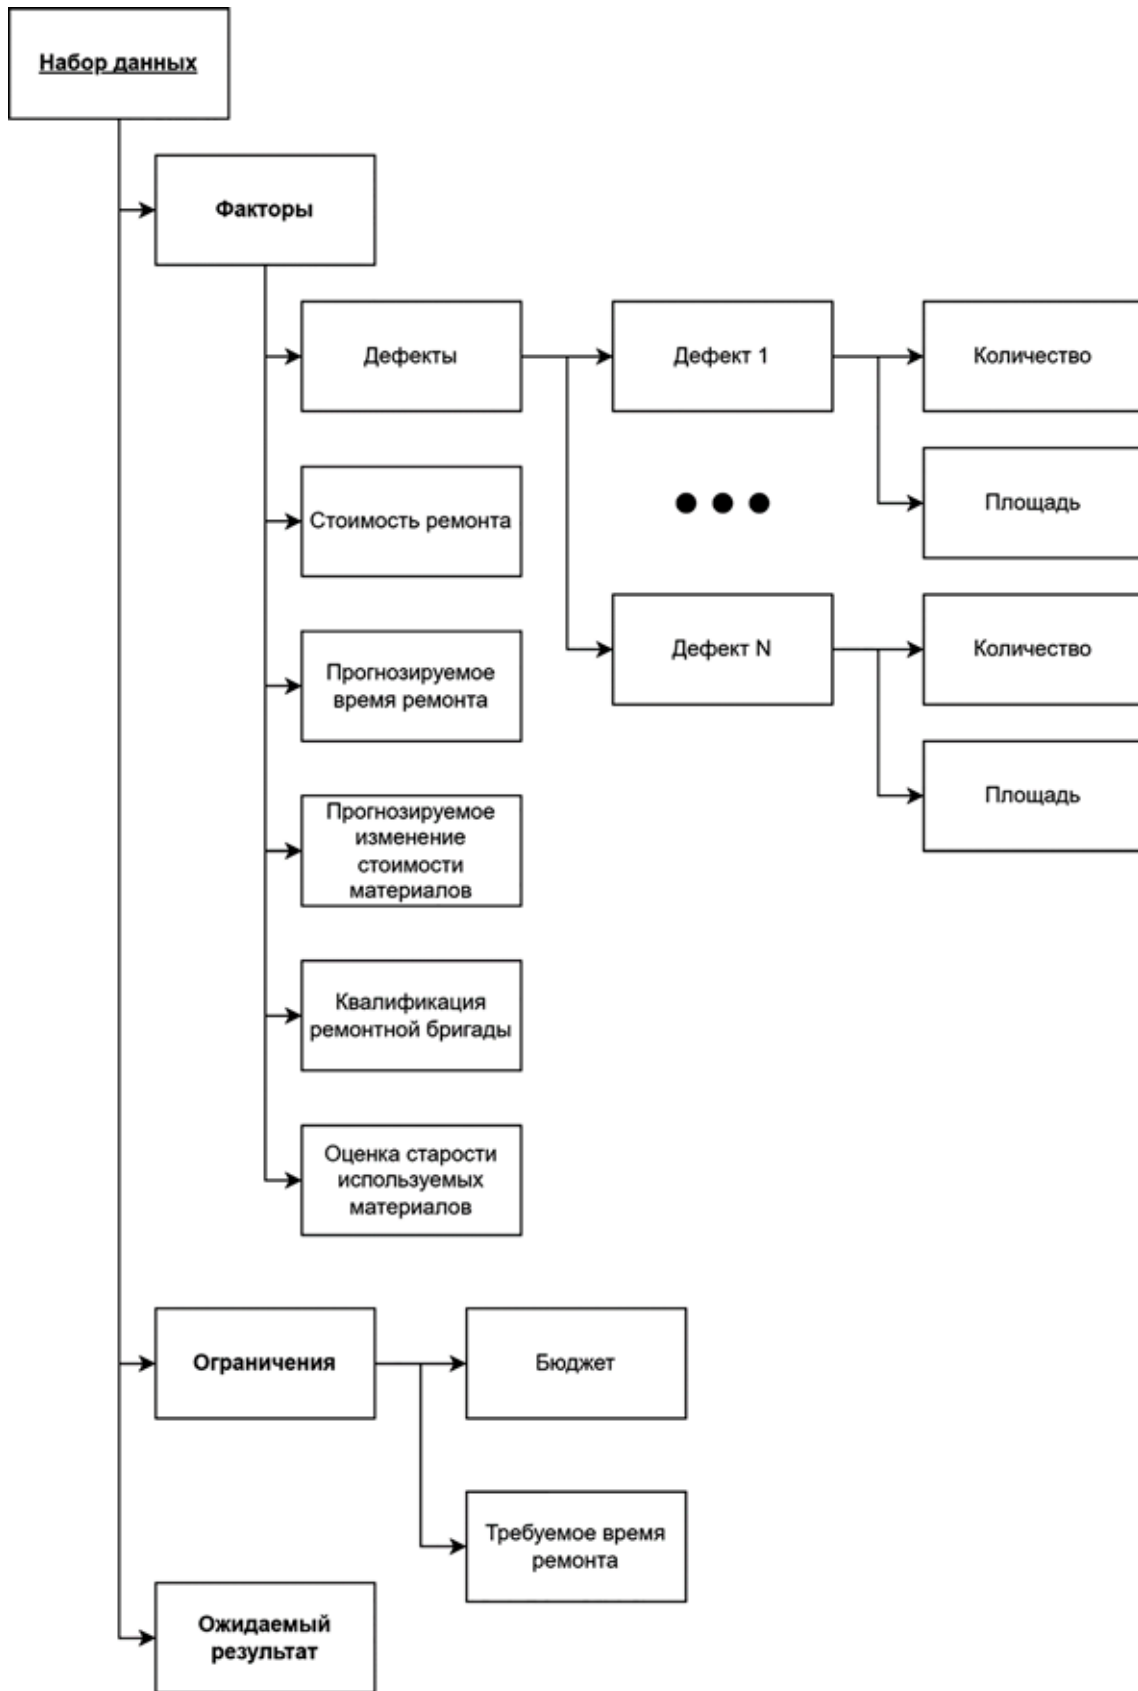 Набор данных
Факторы
Дефекты
Дефект 1
Количество
Площадь
Стоимость ремонта
Дефект N
Количество
Прогнозируемое
время ремонта
Площадь
Прогнозируемое
изменение
стоимости
материалов
Квалификация
ремонтной бригады
Оценка старости
используемых
материалов
Ограничения
Бюджет
Требуемое время
ремонта
Ожидаемый
результат